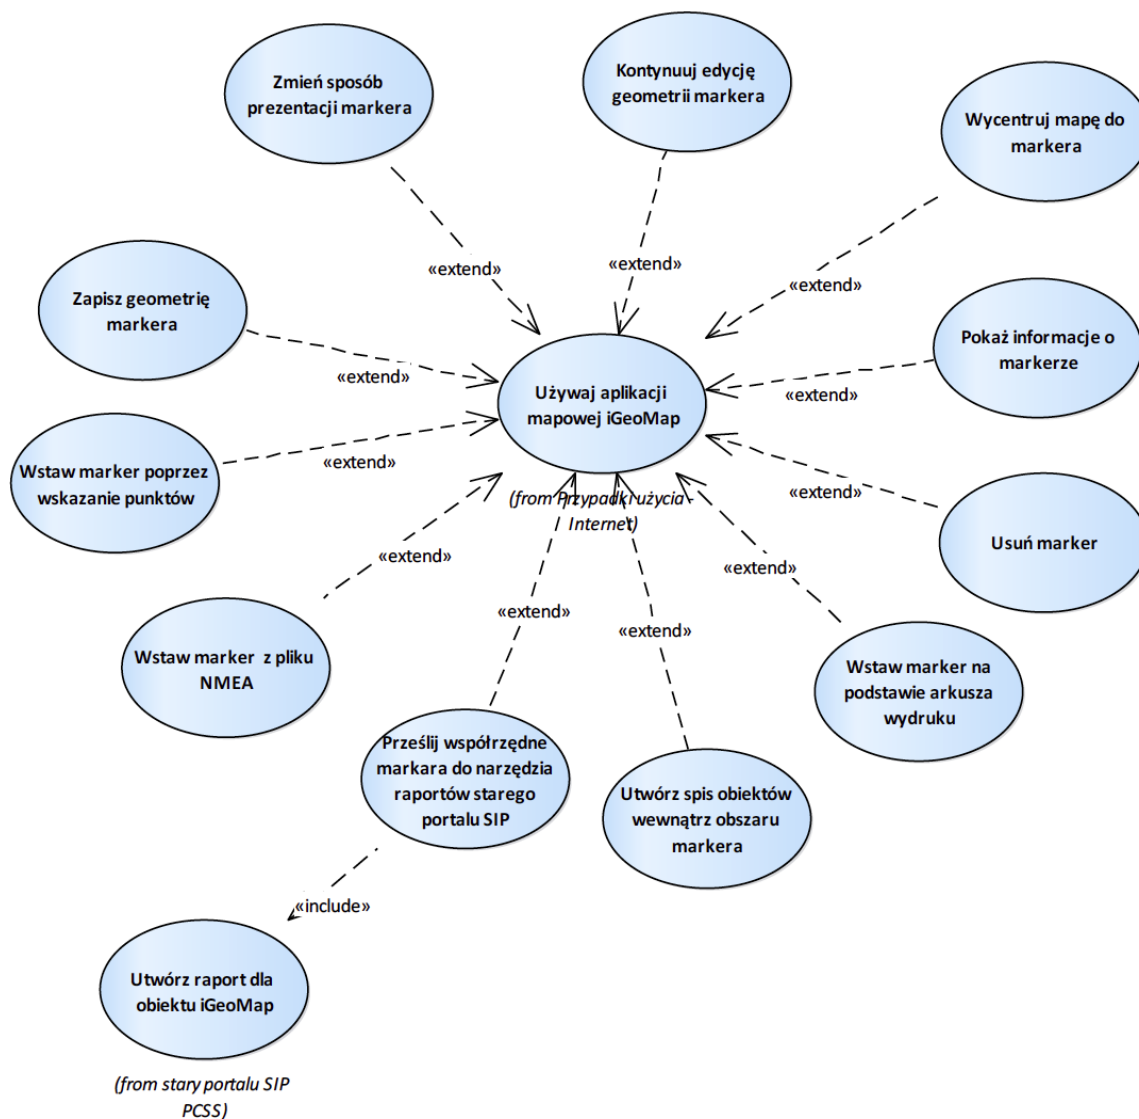 Zmień sposób
prezentacji markera
Kontynuuj edycję
geometrii markera
Wycentruj mapę do
markera
«extend»
«extend»
«extend»
Zapisz geometrię
markera
Pokaż informacje o
markerze
«extend»
Używaj aplikacji
mapowej iGeoMap
«extend»
Wstaw marker poprzez
wskazanie punktów
«extend»
(from Przypadki użycia -
Internet)
«extend»
Usuń marker
«extend»
«extend»
«extend»
«extend»
Wstaw marker z pliku
NMEA
Wstaw marker na
podstawie arkusza
wydruku
Prześlij współrzędne
markara do narzędzia
raportów starego
portalu SIP
Utwórz spis obiektów
wewnątrz obszaru
markera
«include»
Utwórz raport dla
obiektu iGeoMap
(from stary portalu SIP
PCSS)